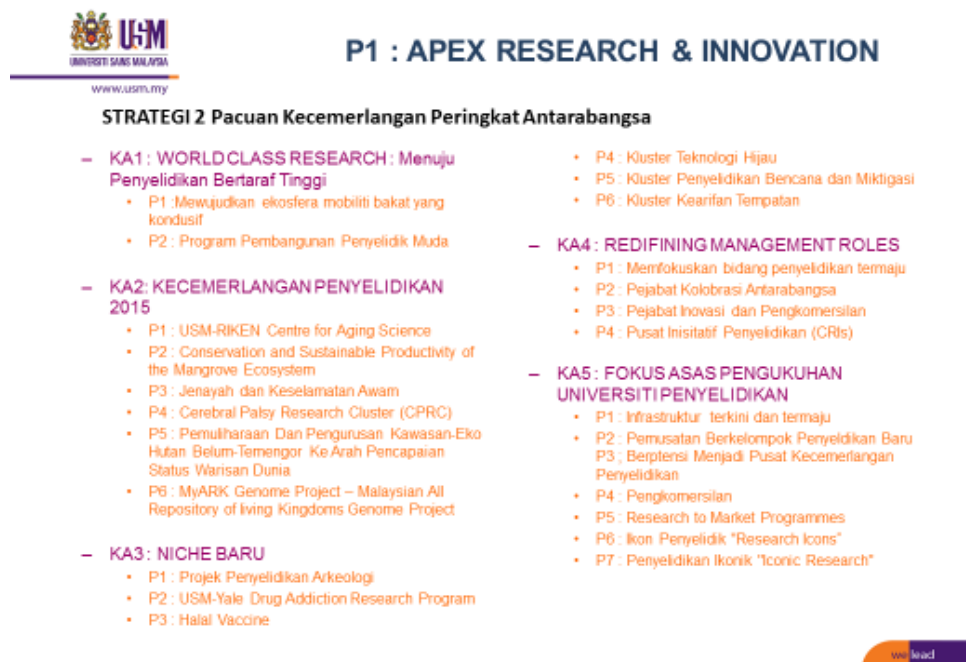 USM
UNIVERSITI SAINS MALAYSIA
www.usm.my
P1 : APEX RESEARCH & INNOVATION
STRATEGI 2 Pacuan Kecemerlangan Peringkat Antarabangsa
– KA1 : WORLD CLASS RESEARCH : Menuju
Penyelidikan Bertaraf Tinggi
• P1 :Mewujudkan ekosfera mobiliti bakat yang
kondusif
• P2 : Program Pembangunan Penyelidik Muda
– KA2: KECEMERLANGAN PENYELIDIKAN
2015
• P1 : USM-RIKEN Centre for Aging Science
• P2 : Conservation and Sustainable Productivity of
the Mangrove Ecosystem
• P3 : Jenayah dan Keselamatan Awam
• P4 : Cerebral Palsy Research Cluster (CPRC)
• P5 : Pemuliharaan Dan Pengurusan Kawasan-Eko
Hutan Belum-Temengor Ke Arah Pencapaian
Status Warisan Dunia
• P6 : MyARK Genome Project – Malaysian All
Repository of living Kingdoms Genome Project
– KA3 : NICHE BARU
• P1 : Projek Penyelidikan Arkeologi
• P2 : USM-Yale Drug Addiction Research Program
• P3 : Halal Vaccine
• P4 : Kluster Teknologi Hijau
• P5 : Kluster Penyelidikan Bencana dan Miktigasi
• P6 : Kluster Kearifan Tempatan
– KA4 : REDIFINING MANAGEMENT ROLES
• P1 : Memfokuskan bidang penyelidikan termaju
• P2 : Pejabat Kolobrasi Antarabangsa
• P3 : Pejabat Inovasi dan Pengkomersilan
• P4 : Pusat Inisitatif Penyelidikan (CRIs)
– KA5 : FOKUS ASAS PENGUKUHAN
UNIVERSITI PENYELIDIKAN
• P1 : Infrastruktur terkini dan termaju
• P2 : Pemusatan Berkelompok Penyeldikan Baru
P3 ; Berptensi Menjadi Pusat Kecemerlangan
Penyelidikan
• P4 : Pengkomersilan
• P5 : Research to Market Programmes
• P6 : Ikon Penyelidik "Research Icons"
• P7 : Penyelidikan Ikonik "Iconic Research"
we lead